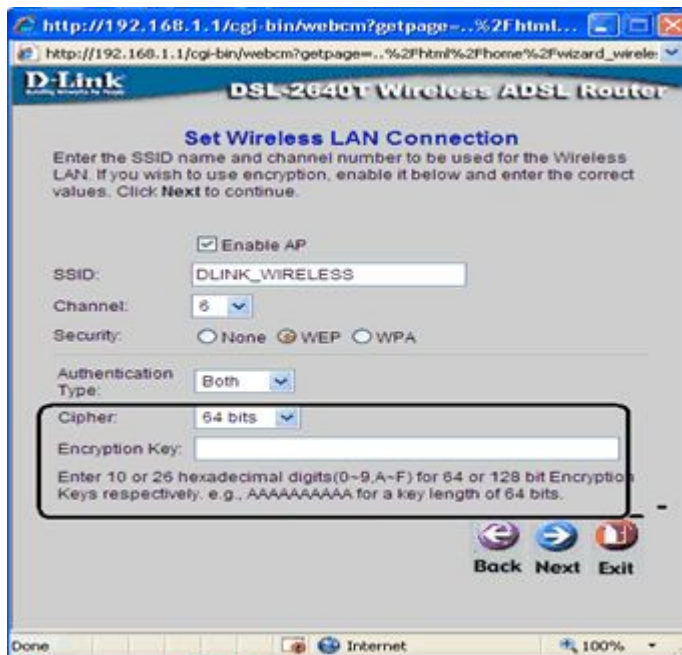 http://192.168.1.1/cgi-bin/webcm?getpage=..%2Fhtml...
http://192.168.1.1/cgi-bin/webcm?getpage=..%2Fhtml%2Fhome%2Fwizard_wirele
D-Link
Building Networks for People
DSL-2640T Wireless ADSL Router
Set Wireless LAN Connection
Enter the SSID name and channel number to be used for the Wireless
LAN. If you wish to use encryption, enable it below and enter the correct
values. Click Next to continue.
Enable AP
SSID: DLINK_WIRELESS
Channel: 6
Security: None WEP WPA
Authentication
Type: Both
Cipher: 64 bits
Encryption Key:
Enter 10 or 26 hexadecimal digits(0~9,A~F) for 64 or 128 bit Encryption
Keys respectively. e.g., AAAAAAAAAA for a key length of 64 bits.
Back Next Exit
Done Internet 100%